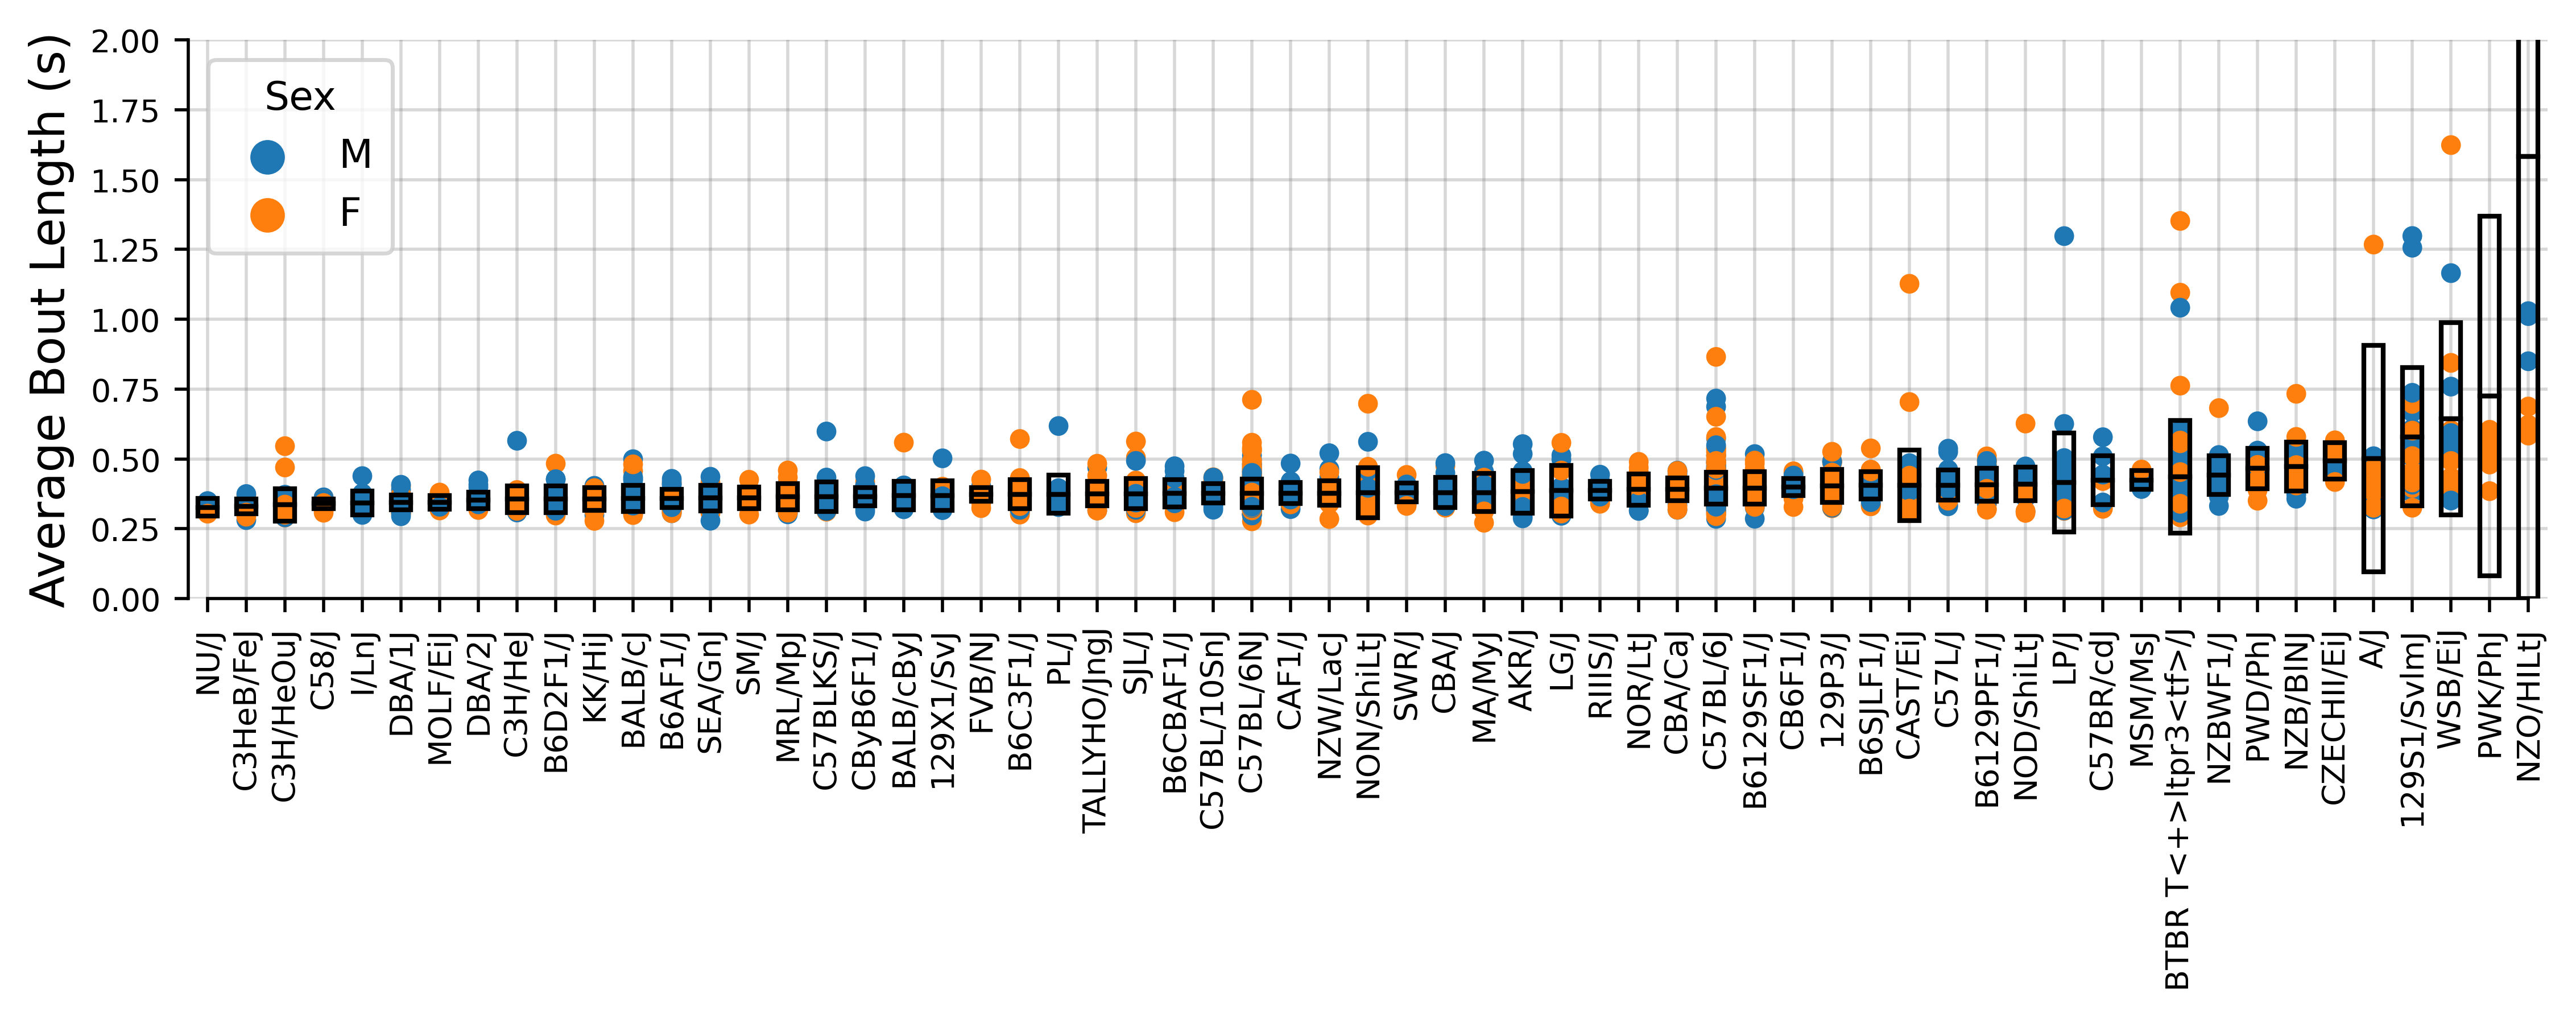 Average Bout Length (s)
2.00
1.75
1.50
1.25
1.00
0.75
0.50
0.25
0.00
Sex
M
F
NU/J
C3HeB/FeJ
C3H/HeOuJ
C58/J
I/LnJ
DBA/1J
MOLF/EiJ
DBA/2J
C3H/HeJ
B6D2F1/J
KK/HiJ
BALB/cJ
B6AF1/J
SEA/GnJ
SM/J
MRL/MpJ
C57BLKS/J
CByB6F1/J
BALB/cByJ
129X1/SvJ
FVB/NJ
B6C3F1/J
PL/J
TALLYHO/JngJ
SJL/J
B6CBAF1/J
C57BL/10SnJ
C57BL/6NJ
CAF1/J
NZW/LacJ
NON/ShiLtJ
SWR/J
CBA/J
MA/MyJ
AKR/J
LG/J
RIIIS/J
NOR/LtJ
CBA/CaJ
C57BL/6J
B6129SF1/J
CB6F1/J
129P3/J
B6SJLF1/J
CAST/EiJ
C57L/J
B6129PF1/J
NOD/ShiLtJ
LP/J
C57BR/cdJ
MSM/MsJ
BTBR T<+>ltpr3<tf>/J
NZBWF1/J
PWD/PhJ
NZB/BlNJ
CZECHII/EiJ
A/J
129S1/SvImJ
WSB/EiJ
PWK/PhJ
NZO/HlLtJ